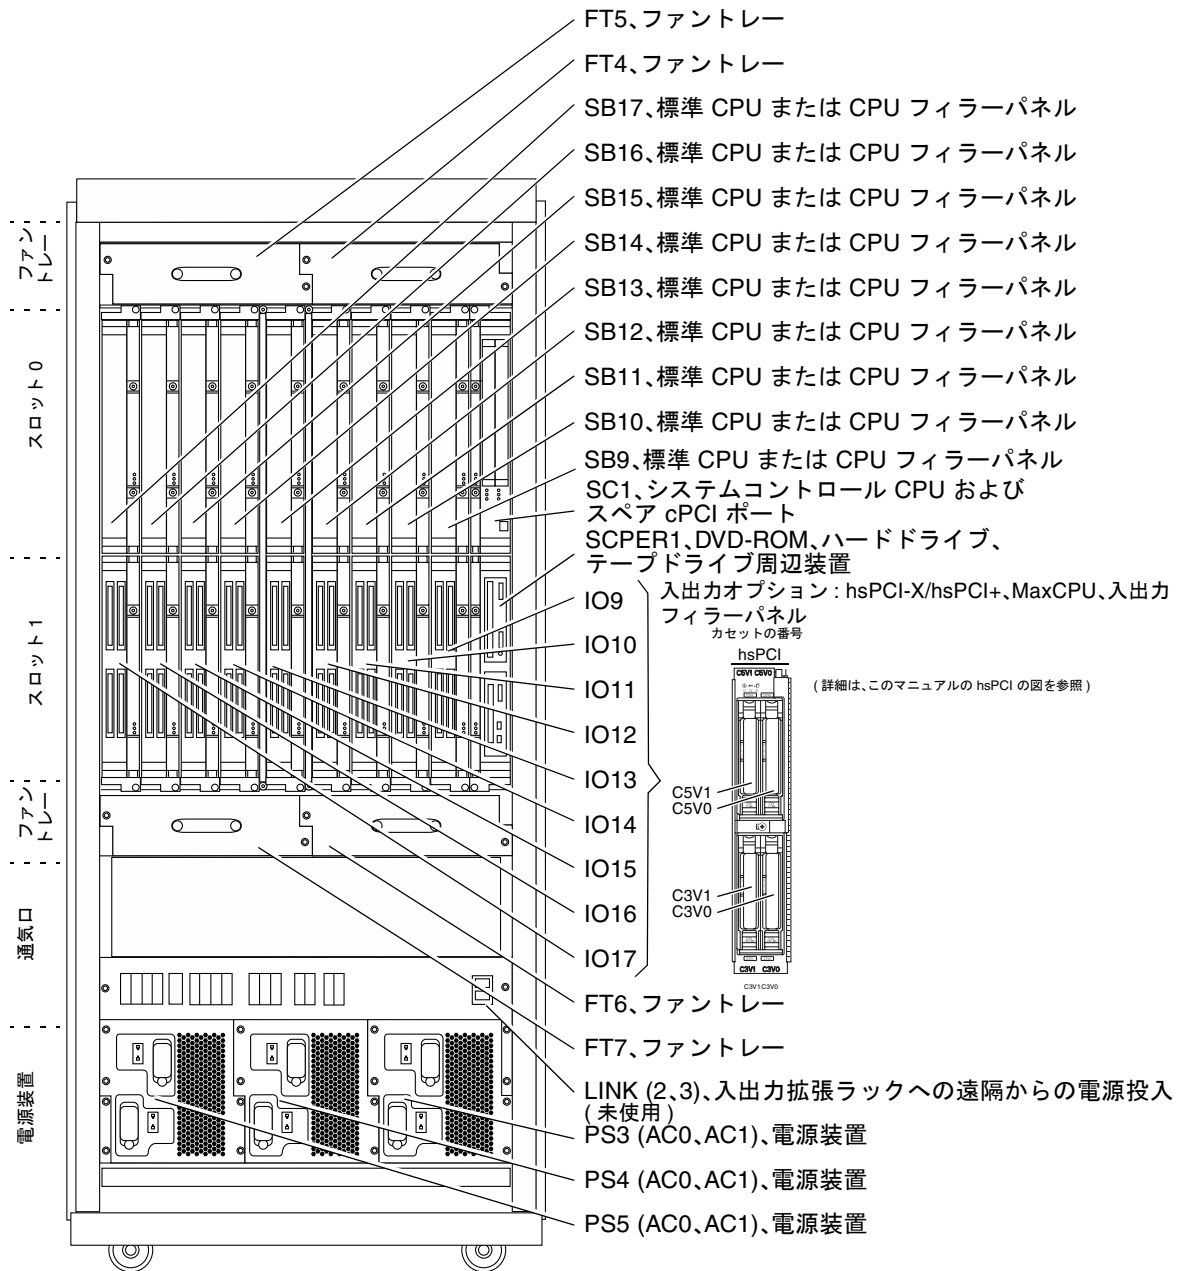 FT5、ファントレー
FT4、ファントレー
SB17、標準 CPU または CPU フィラーパネル
SB16、標準 CPU または CPU フィラーパネル
SB15、標準 CPU または CPU フィラーパネル
SB14、標準 CPU または CPU フィラーパネル
SB13、標準 CPU または CPU フィラーパネル
SB12、標準 CPU または CPU フィラーパネル
SB11、標準 CPU または CPU フィラーパネル
SB10、標準 CPU または CPU フィラーパネル
SB9、標準 CPU または CPU フィラーパネル
SC1、システムコントロール CPU および
スペア cPCI ポート
SCPER1、DVD-ROM、ハードドライブ、
テープドライブ周辺装置
入出力オプション : hsPCI-X/hsPCI+、MaxCPU、入出力
フィラーパネル
カセットの番号
hsPCI
C5V1 C5V0
( 詳細は、このマニュアルの hsPCI の図を参照 )
C5V1
C5V0
C3V1
C3V0
C3V1 C3V0
C3V1C3V0
IO9
IO10
IO11
IO12
IO13
IO14
IO15
IO16
IO17
FT6、ファントレー
FT7、ファントレー
LINK (2、3)、入出力拡張ラックへの遠隔からの電源投入
( 未使用 )
PS3 (AC0、AC1)、電源装置
PS4 (AC0、AC1)、電源装置
PS5 (AC0、AC1)、電源装置
ファン
トレー
スロット 0
スロット 1
ファン
トレー
通気口
電源装置